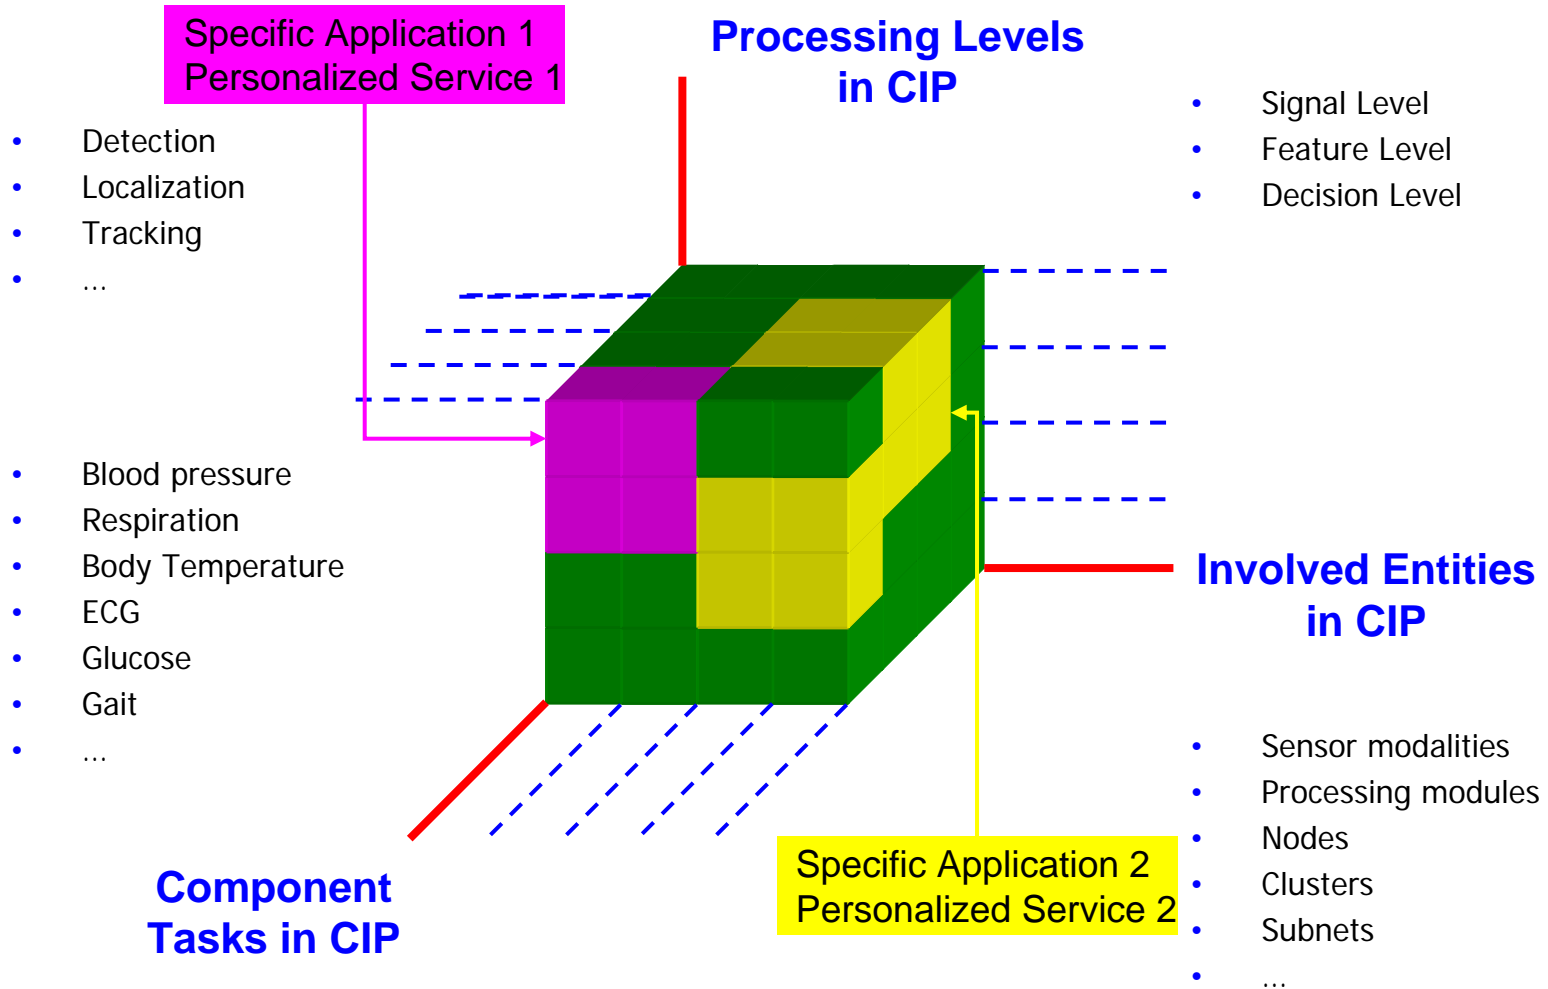 Specific Application 1
Personalized Service 1
Processing Levels
in CIP
• Signal Level
• Feature Level
• Decision Level
• Detection
• Localization
• Tracking
• ...
• Blood pressure
• Respiration
• Body Temperature
• ECG
• Glucose
• Gait
• ...
Involved Entities
in CIP
• Sensor modalities
• Processing modules
• Nodes
• Clusters
• Subnets
• ...
Specific Application 2
Personalized Service 2
Component
Tasks in CIP